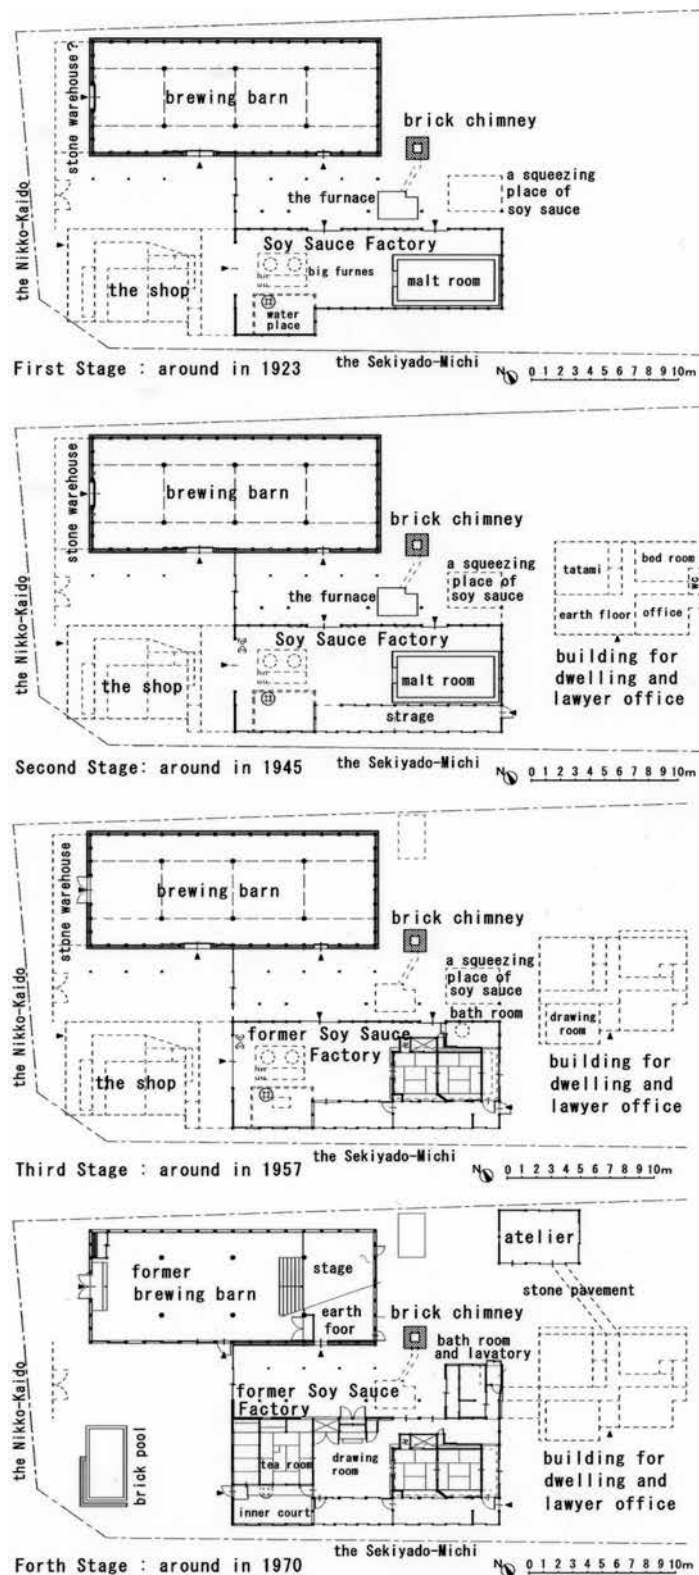 stone warehouse?
brewing barn
brick chimney
a squeezing
place of
soy sauce
the furnace
the Nikko-Kaido
Soy Sauce Factory
the shop
big furnes
malt room
water
place
First Stage : around in 1923
the Sekiyado-Michi
N
0 1 2 3 4 5 6 7 8 9 10m
stone warehouse
brewing barn
brick chimney
a squeezing
place of
soy sauce
tatami
bed room
WC
earth floor
office
the furnace
the Nikko-Kaido
Soy Sauce Factory
building for
dwelling and
lawyer office
the shop
malt room
strage
Second Stage: around in 1945
the Sekiyado-Michi
N
0 1 2 3 4 5 6 7 8 9 10m
stone warehouse
brewing barn
brick chimney
a squeezing
place of
soy sauce
bath room
drawing
room
the Nikko-Kaido
former Soy Sauce
Factory
building for
dwelling and
lawyer office
the shop
Third Stage : around in 1957
the Sekiyado-Michi
N
0 1 2 3 4 5 6 7 8 9 10m
atelier
former
brewing barn
stage
stone pavement
earth
foor
brick chimney
bath room
and lavatory
the Nikko-Kaido
former Soy Sauce
Factory
tea room
drawing
room
building for
dwelling and
lawyer office
brick pool
inner court
Forth Stage : around in 1970
the Sekiyado-Michi
N
0 1 2 3 4 5 6 7 8 9 10m